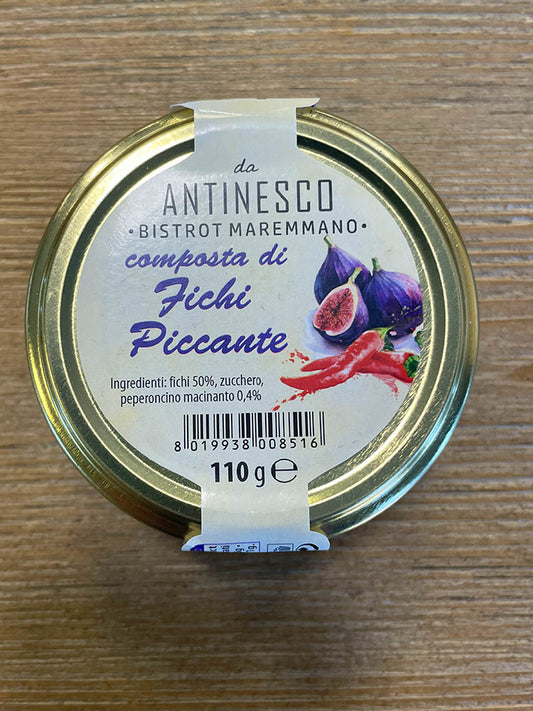 da
ANTINESCO
•BISTROT MAREMMANO•
composta di
Fichi
Piccante
Ingredienti: fichi 50%, zucchero,
peperoncino macinanto 0,4%
8 019938 008516
110 g ℮